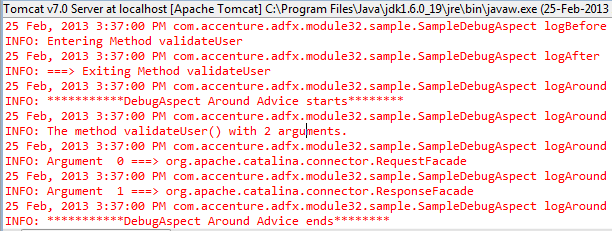 Tomcat v7.0 Server at localhost [Apache Tomcat] C:\Program Files\Java\jdk1.6.0_19\jre\bin\javaw.exe (25-Feb-2013
25 Feb, 2013 3:37:00 PM com.accenture.adfx.module32.sample.SampleDebugAspect logBefore
INFO: Entering Method validateUser
25 Feb, 2013 3:37:00 PM com.accenture.adfx.module32.sample.SampleDebugAspect logAfter
INFO: ===> Exiting Method validateUser
25 Feb, 2013 3:37:00 PM com.accenture.adfx.module32.sample.SampleDebugAspect logAround
INFO: ***********DebugAspect Around Advice starts********
25 Feb, 2013 3:37:00 PM com.accenture.adfx.module32.sample.SampleDebugAspect logAround
INFO: The method validateUser() with 2 arguments.
25 Feb, 2013 3:37:00 PM com.accenture.adfx.module32.sample.SampleDebugAspect logAround
INFO: Argument  0 ===> org.apache.catalina.connector.RequestFacade
25 Feb, 2013 3:37:00 PM com.accenture.adfx.module32.sample.SampleDebugAspect logAround
INFO: Argument  1 ===> org.apache.catalina.connector.ResponseFacade
25 Feb, 2013 3:37:00 PM com.accenture.adfx.module32.sample.SampleDebugAspect logAround
INFO: ***********DebugAspect Around Advice ends********